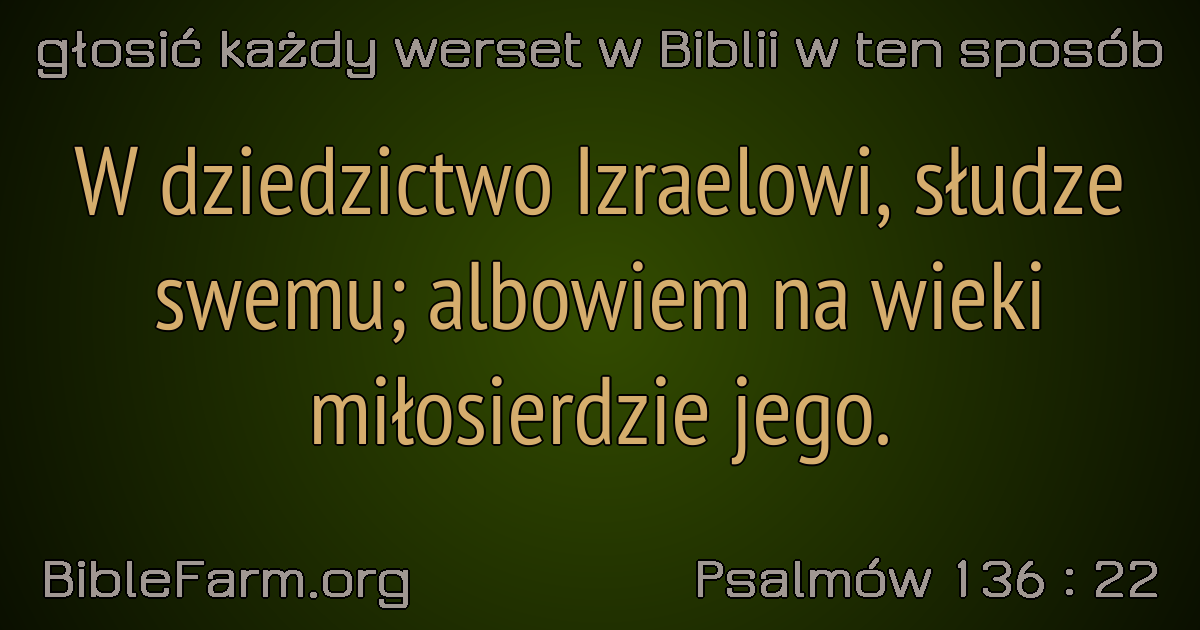 głosić każdy werset w Biblii w ten sposób
W dziedzictwo Izraelowi, słudze
swemu; albowiem na wieki
miłosierdzie jego.
BibleFarm.org
Psalmów 136 : 22